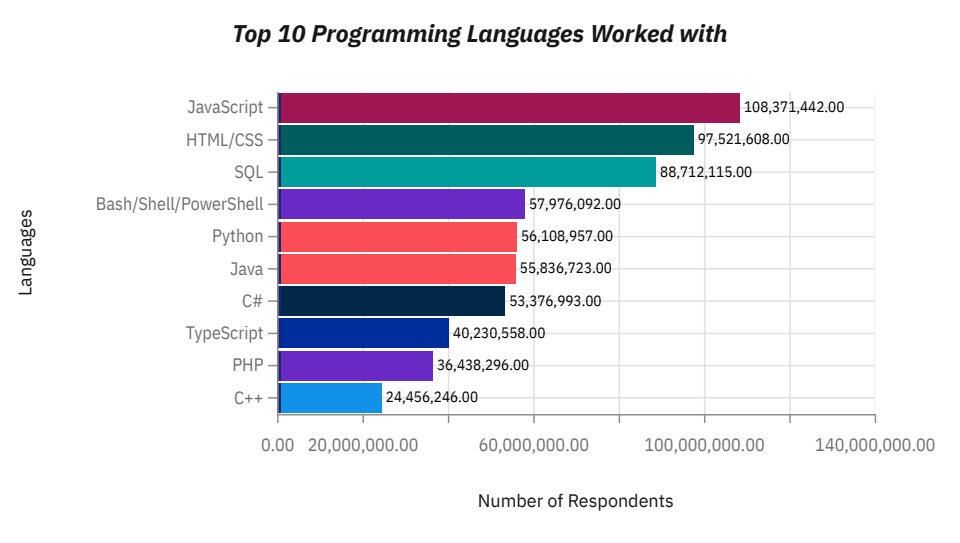 Top 10 Programming Languages Worked with
Languages
JavaScript 108,371,442.00
HTML/CSS 97,521,608.00
SQL 88,712,115.00
Bash/Shell/PowerShell 57,976,092.00
Python 56,108,957.00
Java 55,836,723.00
C# 53,376,993.00
TypeScript 40,230,558.00
PHP 36,438,296.00
C++ 24,456,246.00
0.00 20,000,000.00 60,000,000.00 100,000,000.00 140,000,000.00
Number of Respondents